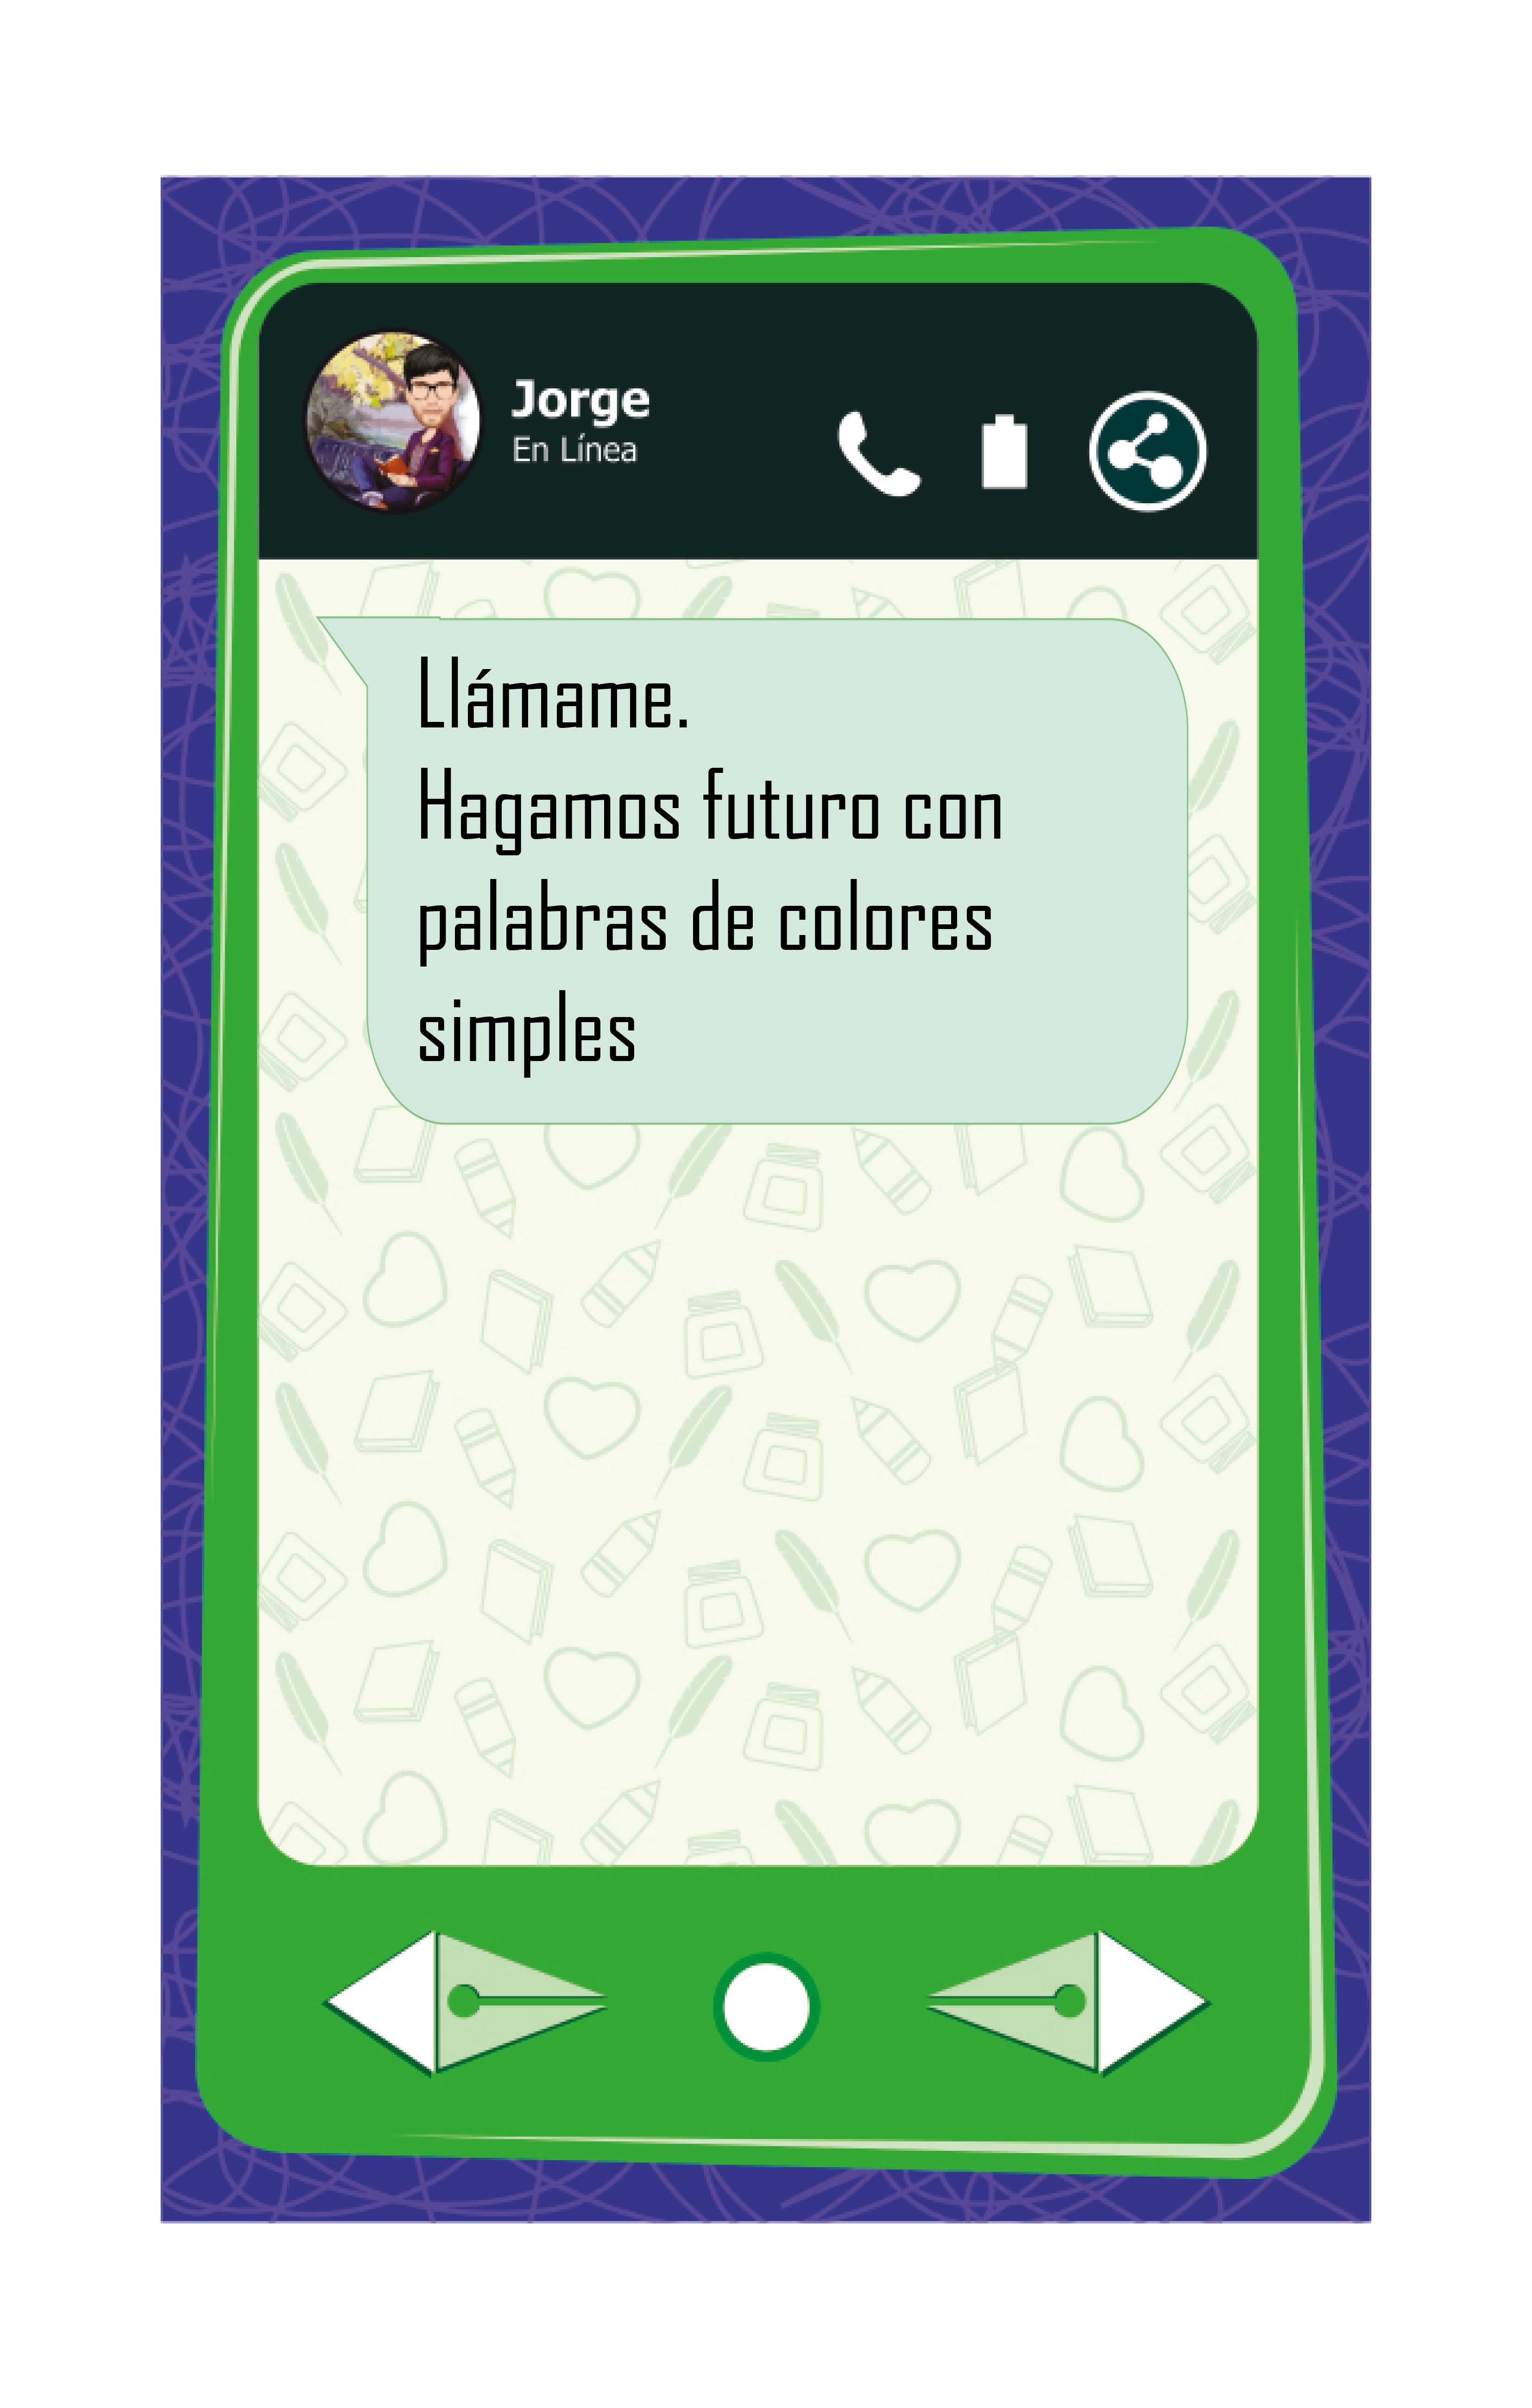 Jorge
En Línea
Llámame.
Hagamos futuro con
palabras de colores
simples